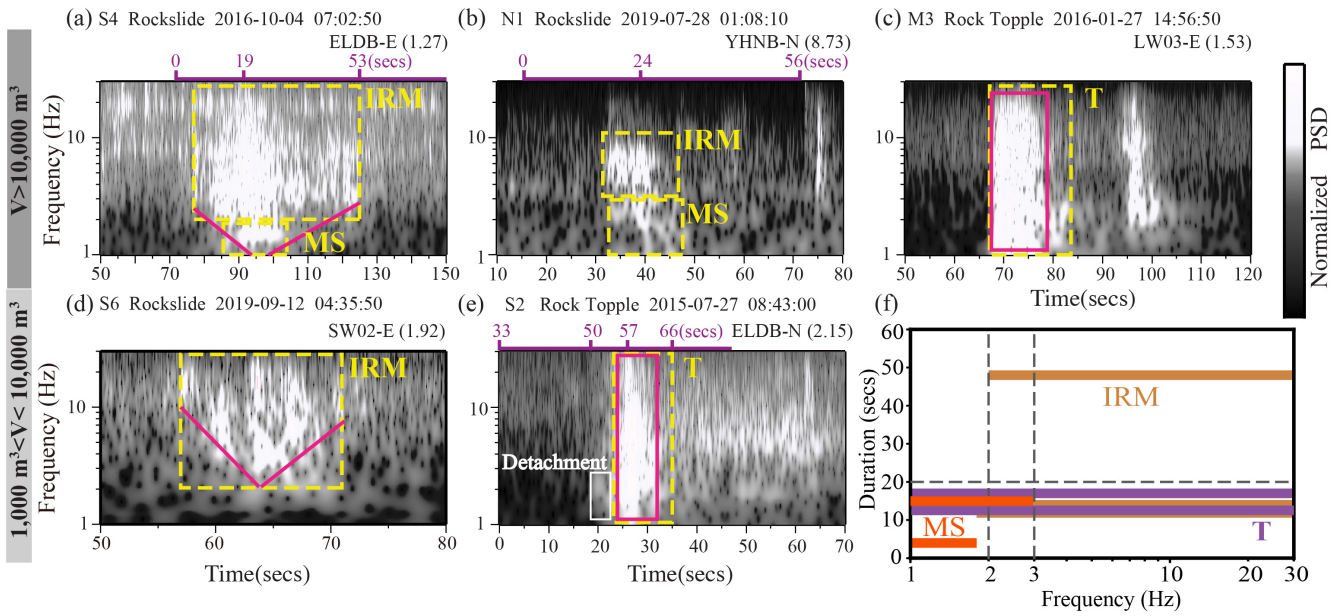 (a) S4 Rockslide 2016-10-04 07:02:50
ELDB-E (1.27)
0 19 53(secs)
IRM
MS
10
1
50 70 90 110 130 150
Frequency (Hz)
V>10,000 m³
(b) N1 Rockslide 2019-07-28 01:08:10
YHNB-N (8.73)
0 24 56(secs)
IRM
MS
10
1
10 20 30 40 50 60 70 80
(c) M3 Rock Topple 2016-01-27 14:56:50
LW03-E (1.53)
T
10
1
50 60 70 80 90 100 110 120
Time(secs)
Normalized PSD
(d) S6 Rockslide 2019-09-12 04:35:50
SW02-E (1.92)
IRM
10
1
50 60 70 80
Time(secs)
Frequency (Hz)
1,000 m³<V< 10,000 m³
(e) S2 Rock Topple 2015-07-27 08:43:00
33 50 57 66(secs) ELDB-N (2.15)
T
Detachment
10
1
0 10 20 30 40 50 60 70
Time(secs)
(f)
60
50
40
30
20
10
0
Duration (secs)
IRM
MS
T
1 2 3 10 20 30
Frequency (Hz)